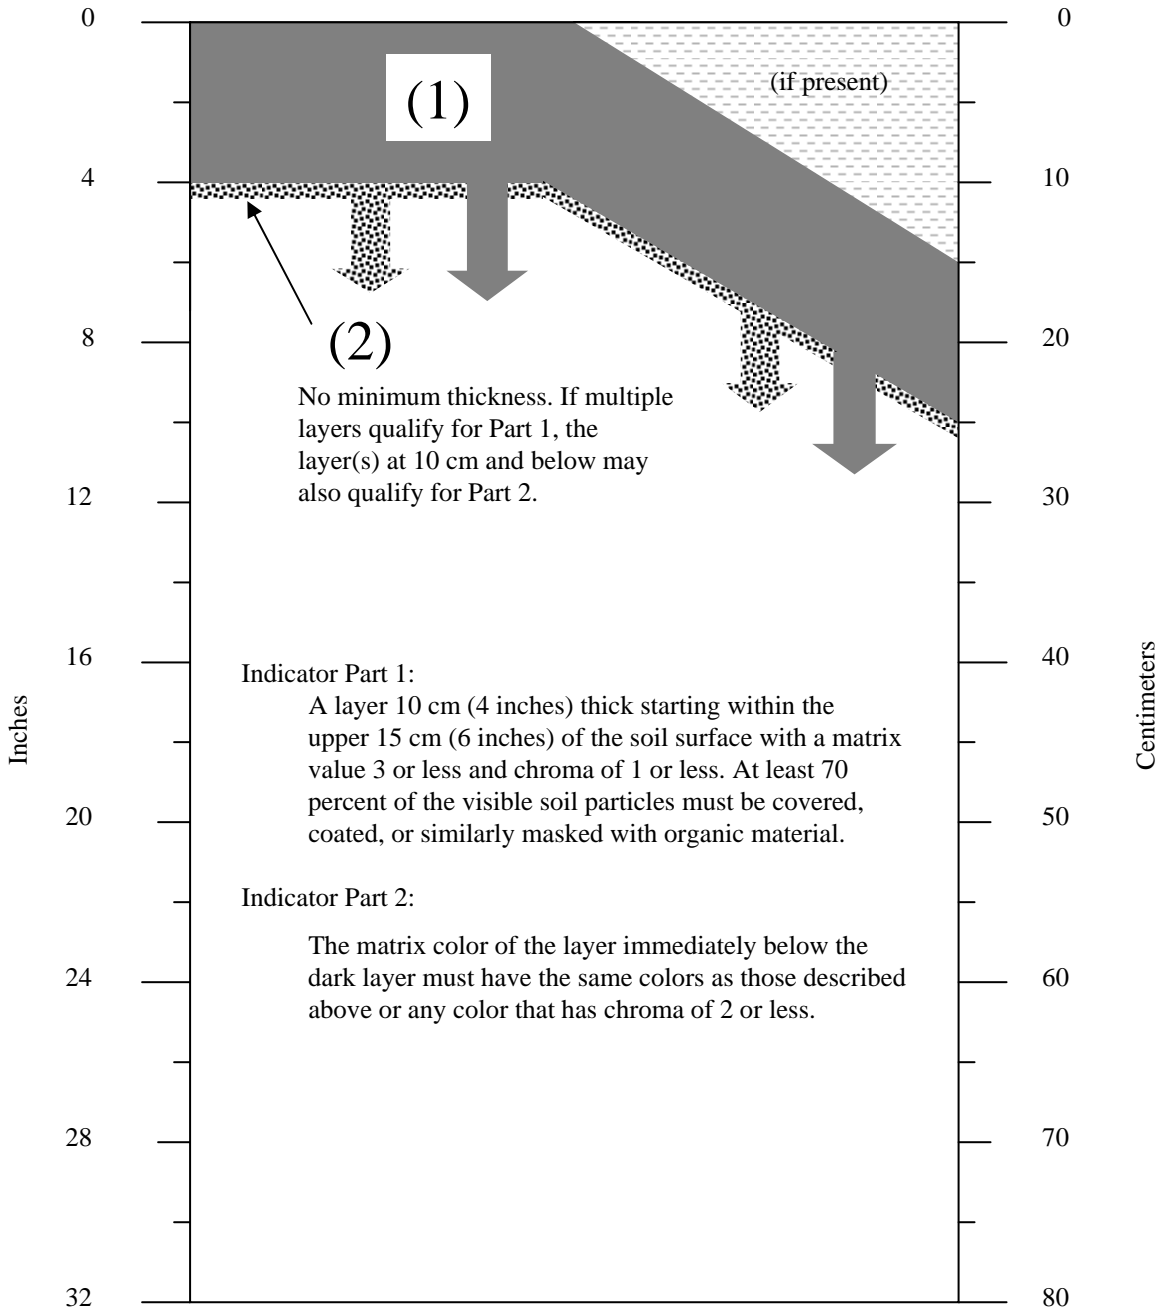 0
0
(if present)
(1)
4
10
8
(2)
20
No minimum thickness. If multiple
layers qualify for Part 1, the
layer(s) at 10 cm and below may
also qualify for Part 2.
12
30
16
40
Indicator Part 1:
A layer 10 cm (4 inches) thick starting within the
upper 15 cm (6 inches) of the soil surface with a matrix
value 3 or less and chroma of 1 or less. At least 70
percent of the visible soil particles must be covered,
coated, or similarly masked with organic material.
Inches
Centimeters
20
50
Indicator Part 2:
The matrix color of the layer immediately below the
dark layer must have the same colors as those described
above or any color that has chroma of 2 or less.
24
60
28
70
32
80